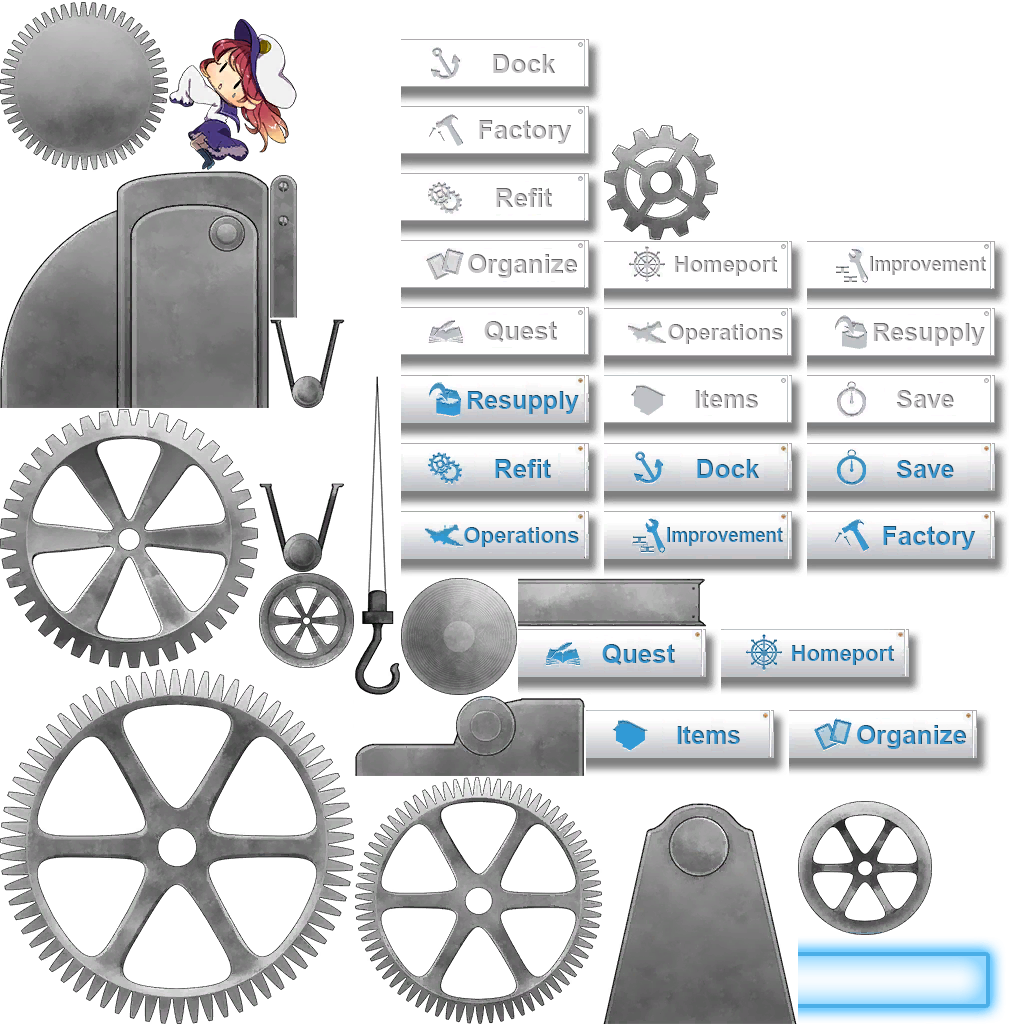 Dock
Factory
Refit
Organize
Homeport
Improvement
Quest
Operations
Resupply
Resupply
Items
Save
Refit
Dock
Save
Operations
Improvement
Factory
Quest
Homeport
Items
Organize